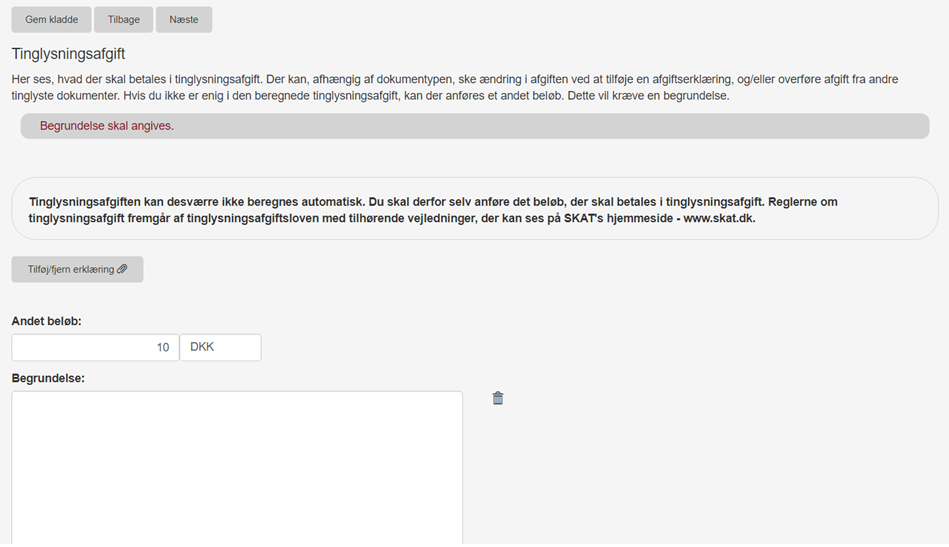 Gem kladde Tilbage Næste
Tinglysningsafgift
Her ses, hvad der skal betales i tinglysningsafgift. Der kan, afhængig af dokumenttypen, ske ændring i afgiften ved at tilføje en afgiftserklæring, og/eller overføre afgift fra andre
tinglyste dokumenter. Hvis du ikke er enig i den beregnede tinglysningsafgift, kan der anføres et andet beløb. Dette vil kræve en begrundelse.
Begrundelse skal angives.
Tinglysningsafgiften kan desværre ikke beregnes automatisk. Du skal derfor selv anføre det beløb, der skal betales i tinglysningsafgift. Reglerne om
tinglysningsafgift fremgår af tinglysningsafgiftsloven med tilhørende vejledninger, der kan ses på SKAT's hjemmeside - www.skat.dk.
Tilføj/fjern erklæring
Andet beløb:
10 DKK
Begrundelse: